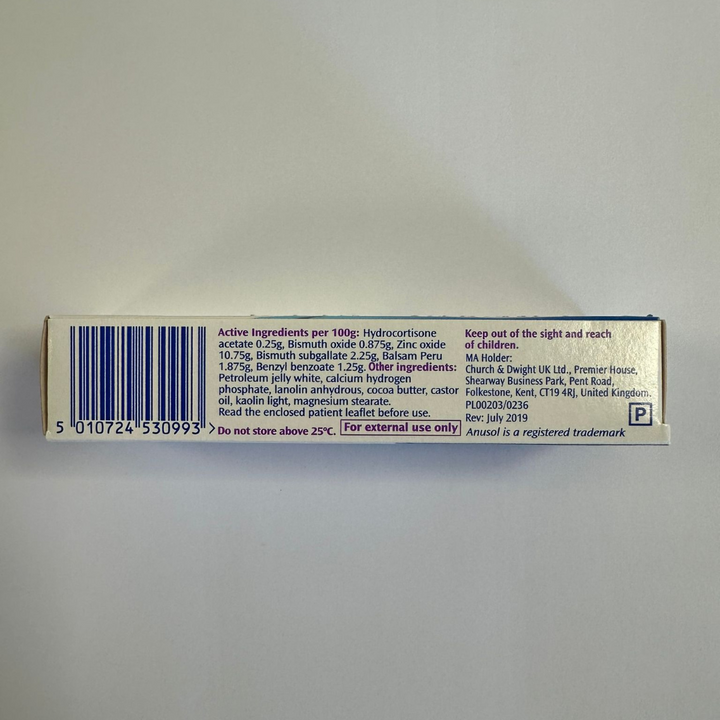 5 010724 530993 >
Active Ingredients per 100g: Hydrocortisone
acetate 0.25g, Bismuth oxide 0.875g, Zinc oxide
10.75g, Bismuth subgallate 2.25g, Balsam Peru
1.875g, Benzyl benzoate 1.25g. Other ingredients:
Petroleum jelly white, calcium hydrogen
phosphate, lanolin anhydrous, cocoa butter, castor
oil, kaolin light, magnesium stearate.
Read the enclosed patient leaflet before use.
Do not store above 25°C. For external use only
Keep out of the sight and reach
of children.
MA Holder:
Church & Dwight UK Ltd., Premier House,
Shearway Business Park, Pent Road,
Folkestone, Kent, CT19 4RJ, United Kingdom.
PL00203/0236
Rev: July 2019
P
Anusol is a registered trademark